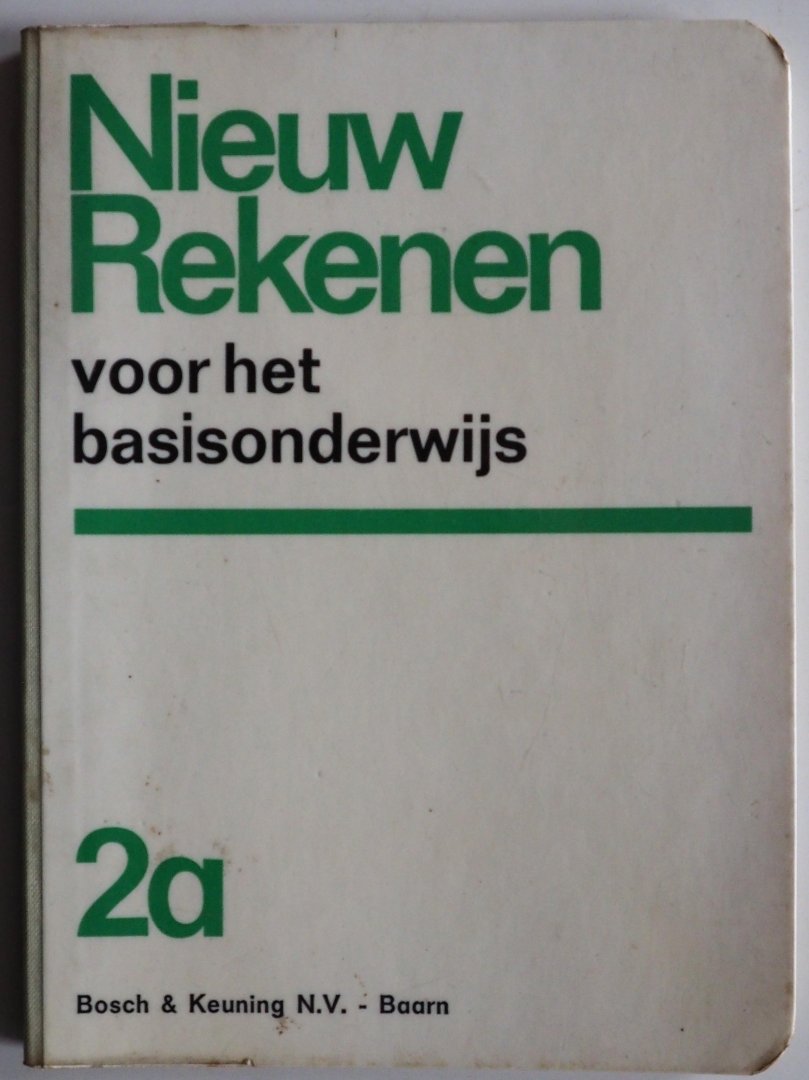 Nieuw
Rekenen
voor het
basisonderwijs
2a
Bosch & Keuning N.V. - Baarn